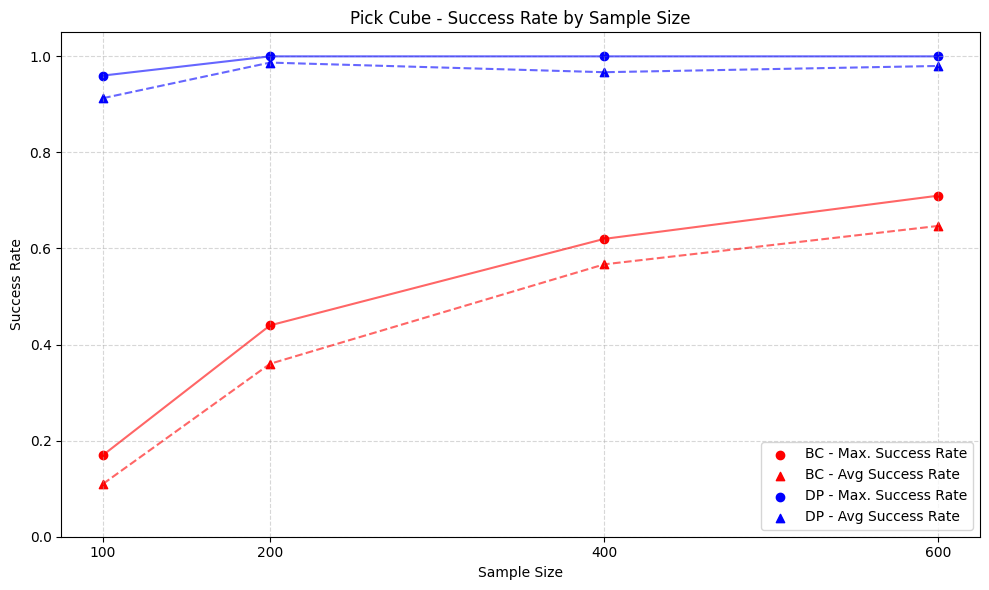 Pick Cube - Success Rate by Sample Size
1.0
0.8
0.6
0.4
0.2
0.0
Success Rate
100
200
400
600
Sample Size
BC - Max. Success Rate
BC - Avg Success Rate
DP - Max. Success Rate
DP - Avg Success Rate